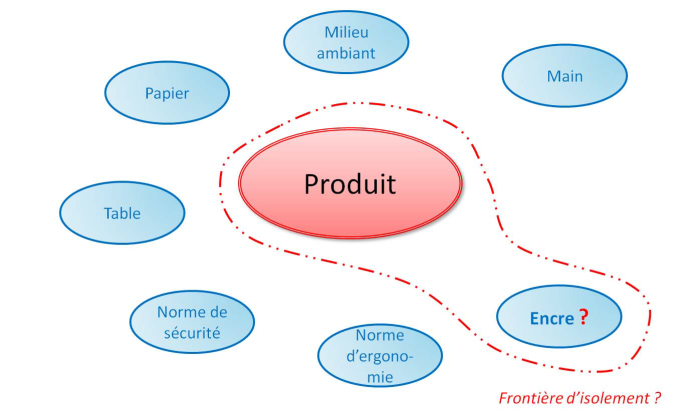 Milieu
ambiant
Main
Papier
Produit
Table
Norme de
sécurité
Encre ?
Norme
d'ergono-
mie
Frontière d'isolement ?